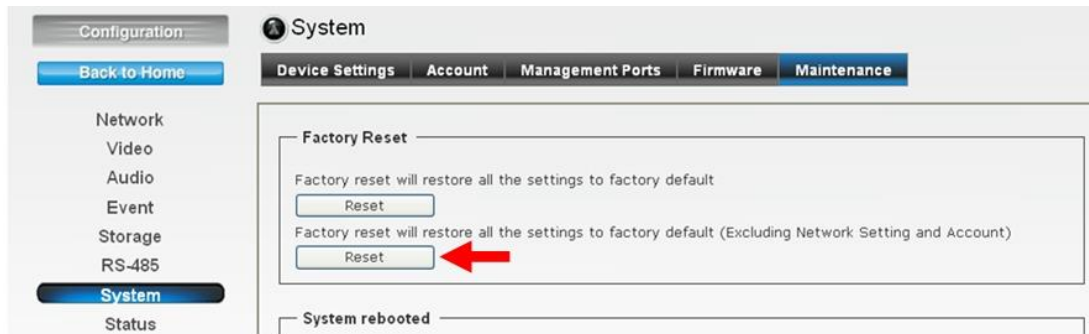 Configuration
System
Back to Home
Device Settings Account Management Ports Firmware Maintenance
Network
Video
Audio
Event
Storage
RS-485
System
Status
Factory Reset
Factory reset will restore all the settings to factory default
Reset
Factory reset will restore all the settings to factory default (Excluding Network Setting and Account)
Reset
System rebooted